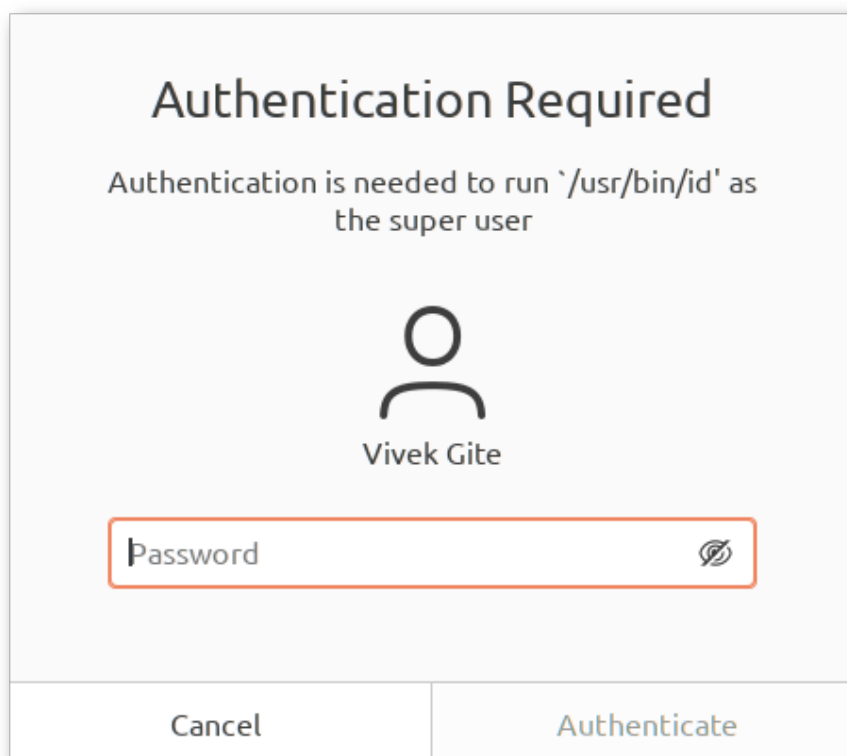 Authentication Required
Authentication is needed to run `/usr/bin/id' as
the super user
Vivek Gite
Password
Cancel
Authenticate